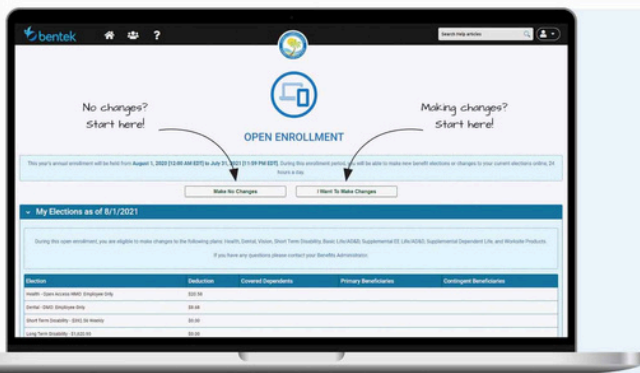 bentek
?
Search help articles
No changes?
Start here!
Making changes?
Start here!
OPEN ENROLLMENT
This year's annual enrollment will be held from August 1, 2020 [12:00 AM EDT] to July 31, 2021 [11:59 PM EDT]. During this enrollment period, you will be able to make new benefit elections or changes to your current elections online, 24
hours a day.
Make No Changes
I Want To Make Changes
My Elections as of 8/1/2021
During this open enrollment, you are eligible to make changes to the following plans: Health, Dental, Vision, Short Term Disability, Basic Life/AD&D, Supplemental EE Life/AD&D, Supplemental Dependent Life, and Worksite Products.
If you have any questions please contact your Benefits Administrator.
Election Deduction Covered Dependents Primary Beneficiaries Contingent Beneficiaries
Health - Open Access HMO: Employee Only
Dental - DMO: Employee Only $0.00
Short Term Disability - Weekly $0.00
Long Term Disability - $0.00